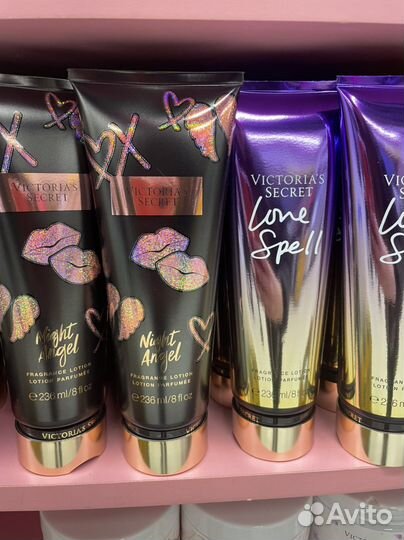 VICTORIA'S
SECRET
Night
Angel
FRAGRANCE LOTION
LOTION PARFUMÉE
236 ml/8 fl oz
VICTORIA'S
VICTORIA'S
SECRET
Night
Angel
FRAGRANCE LOTION
LOTION PARFUMÉE
236 ml/8 fl oz
VICTORIA'S
SECRET
Love
Spell
FRAGRANCE LOTION
LOTION PARFUMÉE
236 ml/8 fl oz
Avito